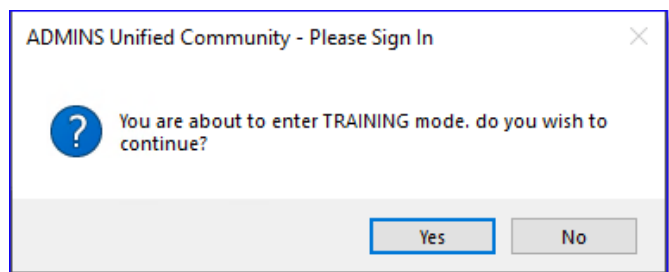 ADMINS Unified Community - Please Sign In
You are about to enter TRAINING mode. do you wish to
continue?
Yes No